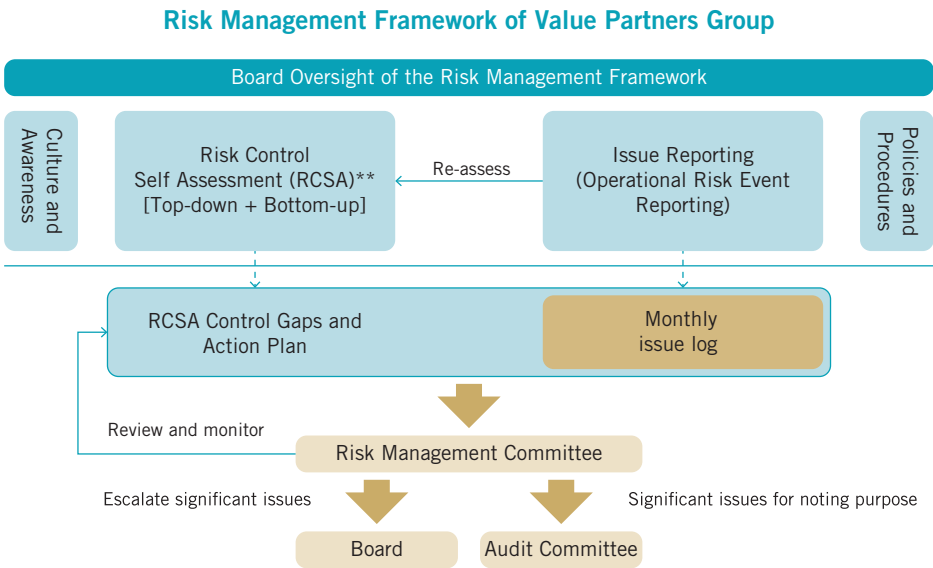 Risk Management Framework of Value Partners Group
Board Oversight of the Risk Management Framework
Culture and
Awareness
Risk Control
Self Assessment (RCSA)**
[Top-down + Bottom-up]
Re-assess
Issue Reporting
(Operational Risk Event
Reporting)
Policies and
Procedures
RCSA Control Gaps and
Action Plan
Monthly
issue log
Review and monitor
Risk Management Committee
Escalate significant issues
Significant issues for noting purpose
Board
Audit Committee